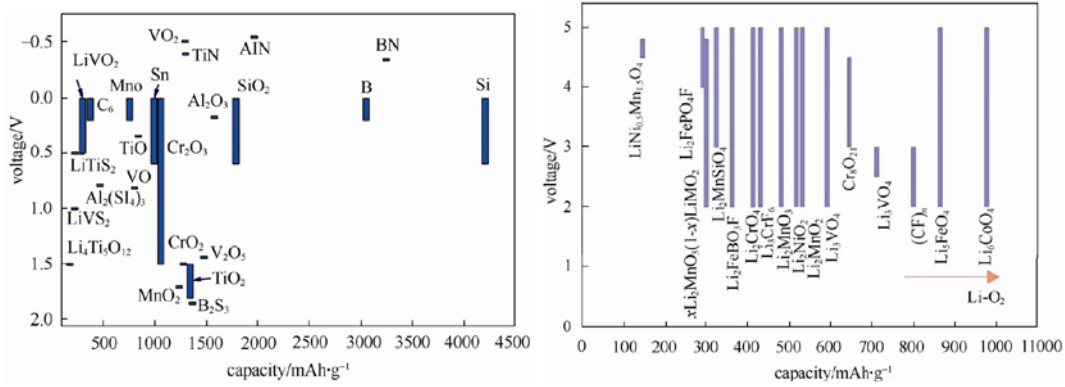 −0.5
0.0
0.5
1.0
1.5
2.0
voltage/V
VO₂
TiN
AlN
BN
LiVO₂
Mno
Sn
SiO₂
B
Si
C₆
Al₂O₃
TiO
Cr₂O₃
LiTiS₂
VO
Al₂(SI₄)₃
LiVS₂
Li₄Ti₅O₁₂
CrO₂
V₂O₅
TiO₂
MnO₂
B₂S₃
500 1000 1500 2000 2500 3000 3500 4000 4500
capacity/mAh·g⁻¹
5
4
3
2
1
0
voltage/V
LiNi₀.₅Mn₁.₅O₄
Li₂FePO₄F
xLi₂MnO₃(1-x)LiMO₂
Li₂MnSiO₄
Li₂FeBO₃F
Li₂CrO₄
Li₃CrF₆
Li₂MnO₃
Li₂NiO₂
Li₂MnO₂
Li₃VO₄
Cr₈O₂₁
Li₃VO₄
(CF)ₙ
Li₅FeO₄
Li₆CoO₄
Li-O₂
0 100 200 300 400 500 600 700 800 900 1000 11000
capacity/mAh·g⁻¹